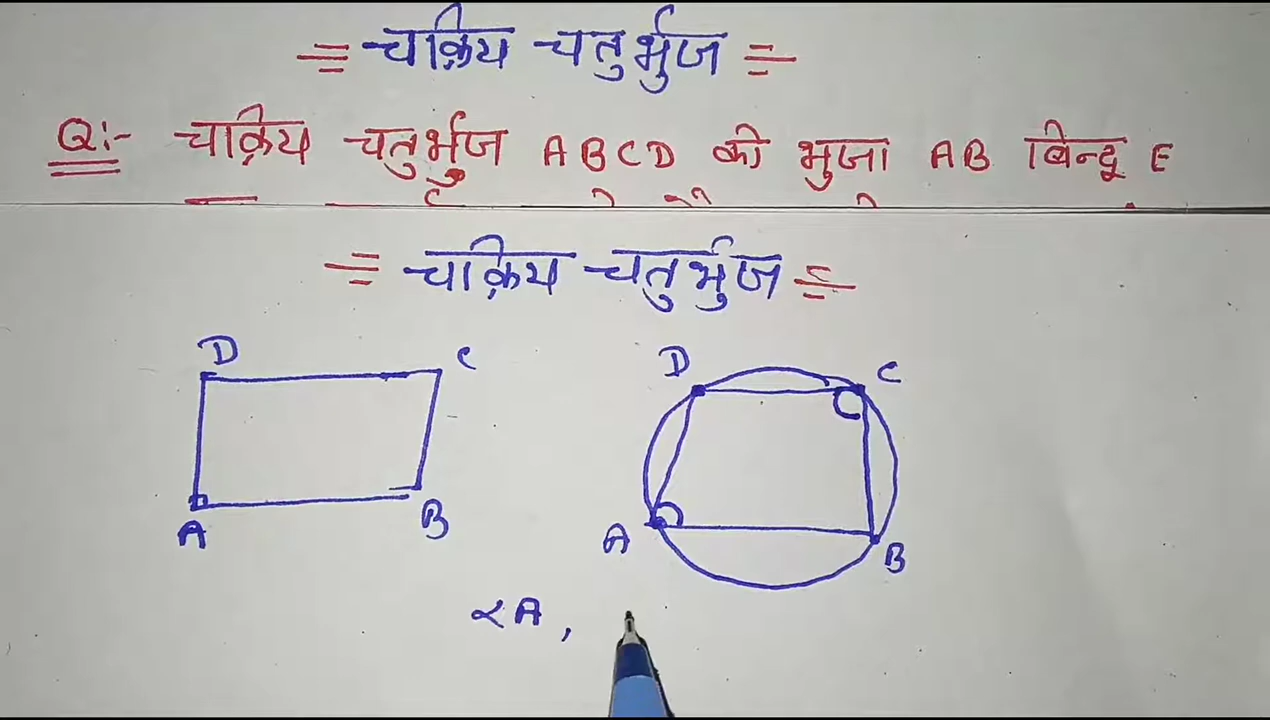 = चक्रिय चतुर्भुज =
Q:- चक्रिय चतुर्भुज ABCD की भुजा AB बिन्दू E
= चक्रिय चतुर्भुज =
D C D C
A B A B
∠A,